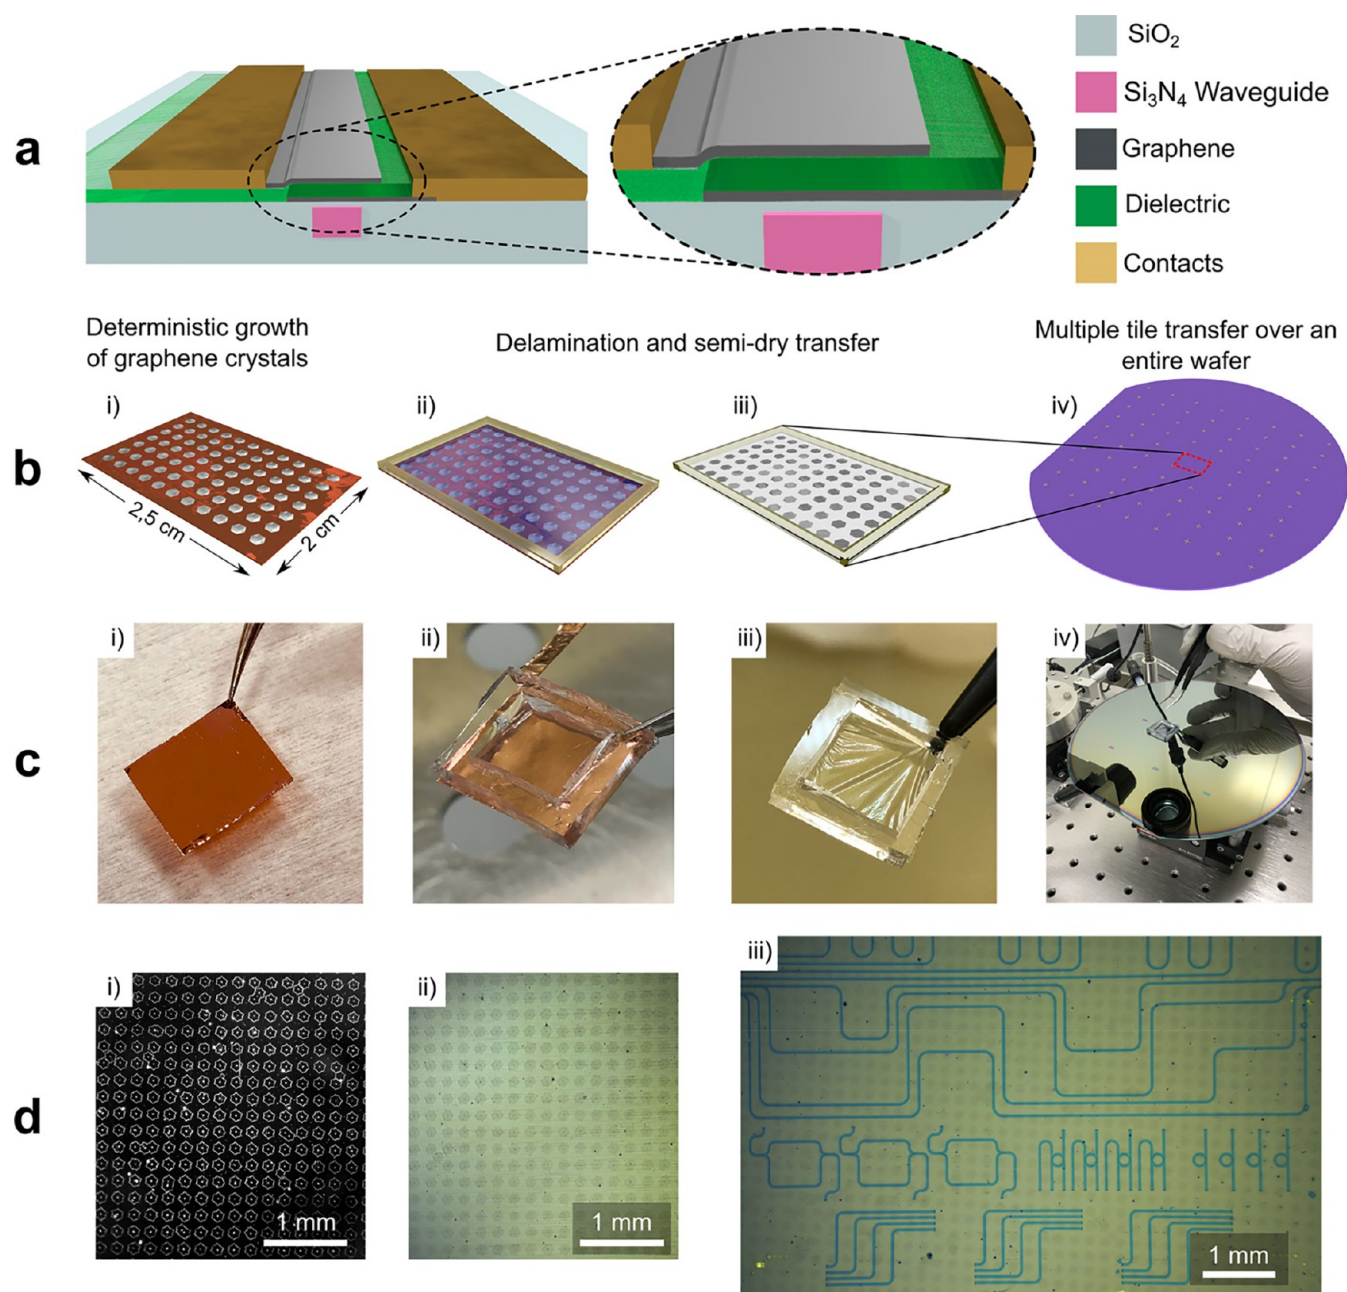 a
SiO₂
Si₃N₄ Waveguide
Graphene
Dielectric
Contacts
b
Deterministic growth
of graphene crystals
Delamination and semi-dry transfer
Multiple tile transfer over an
entire wafer
i)
ii)
iii)
iv)
2,5 cm
2 cm
c
i)
ii)
iii)
iv)
d
i)
ii)
iii)
1 mm
1 mm
1 mm